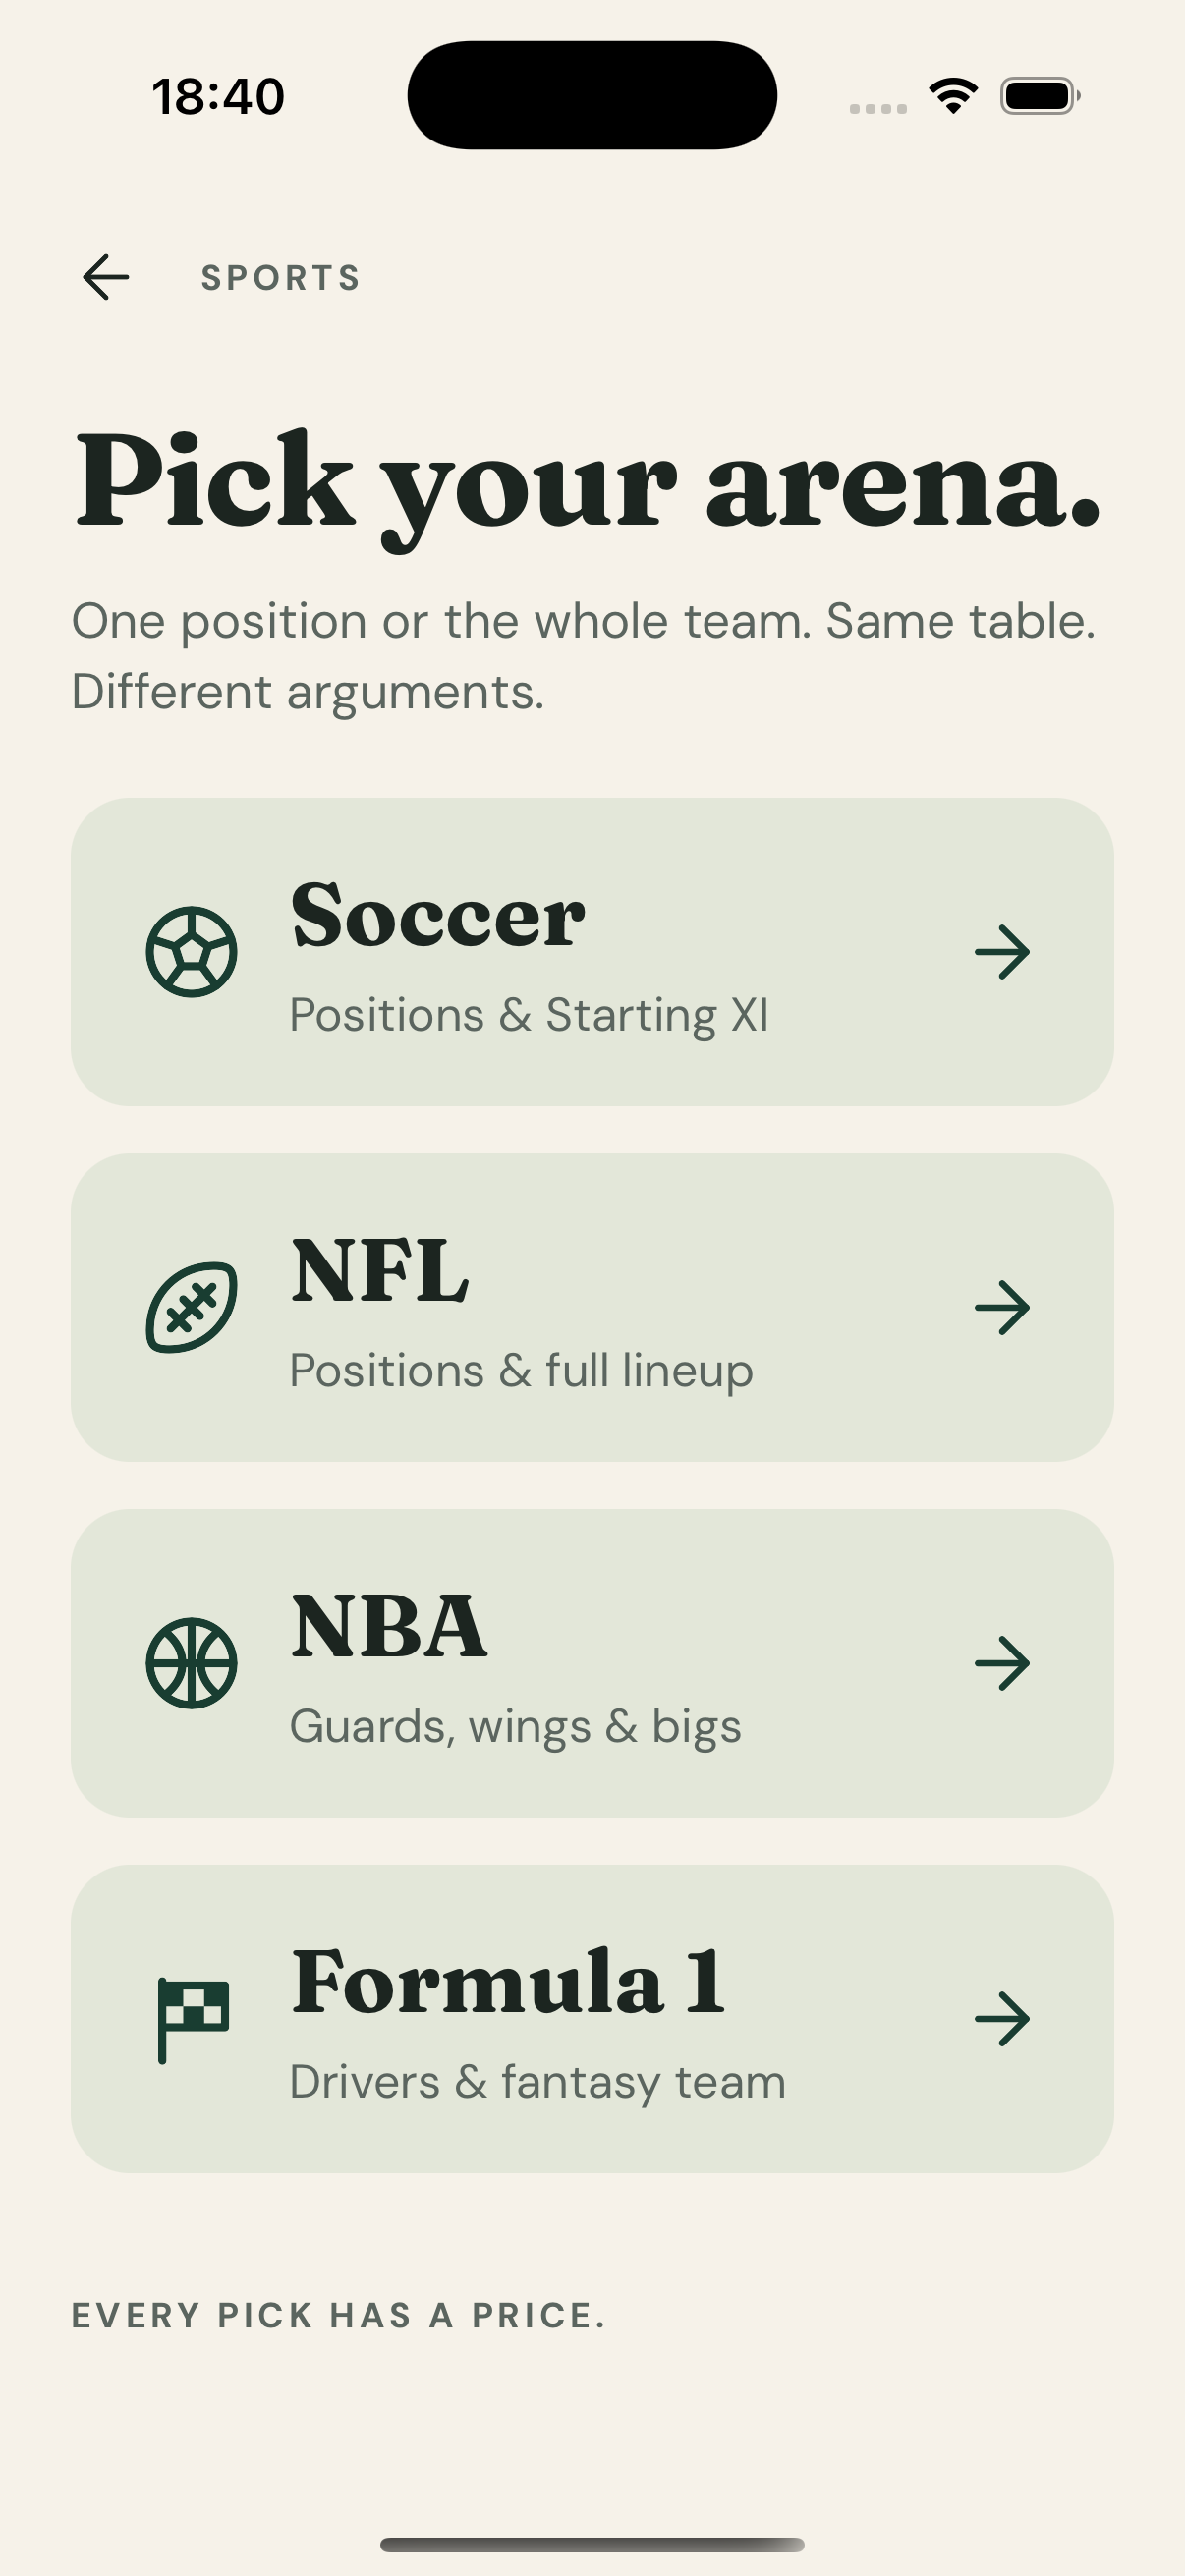 18:40
SPORTS
Pick your arena.
One position or the whole team. Same table.
Different arguments.
Soccer
Positions & Starting XI
NFL
Positions & full lineup
NBA
Guards, wings & bigs
Formula 1
Drivers & fantasy team
EVERY PICK HAS A PRICE.